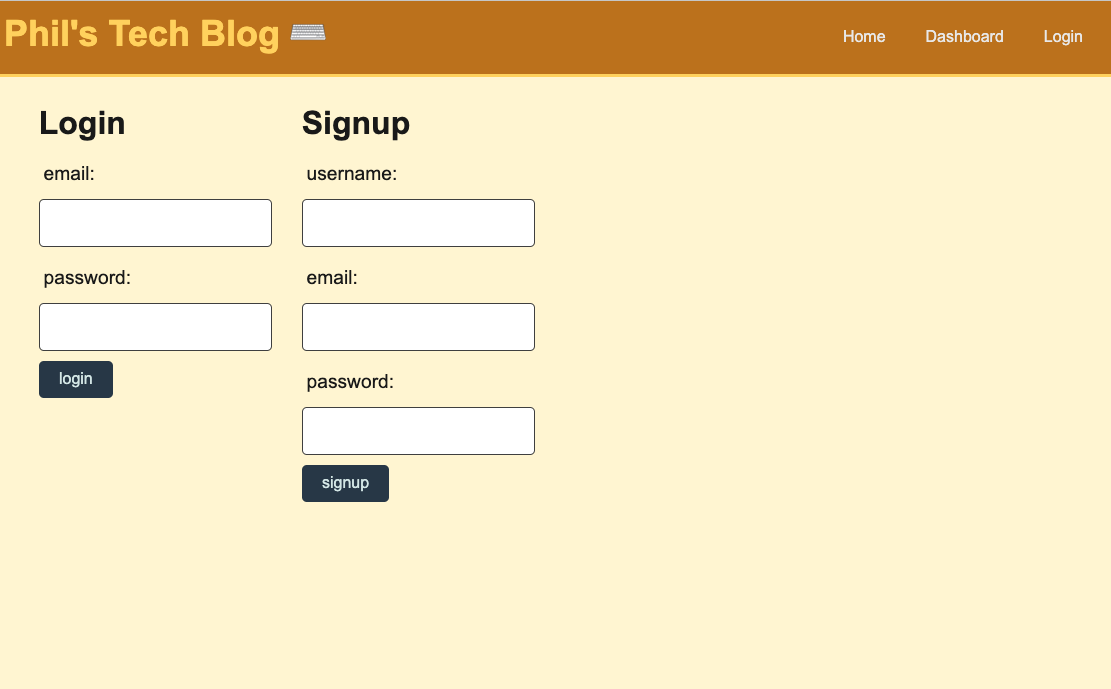 Phil's Tech Blog ⌨️
Home Dashboard Login
Login
email:
password:
login
Signup
username:
email:
password:
signup